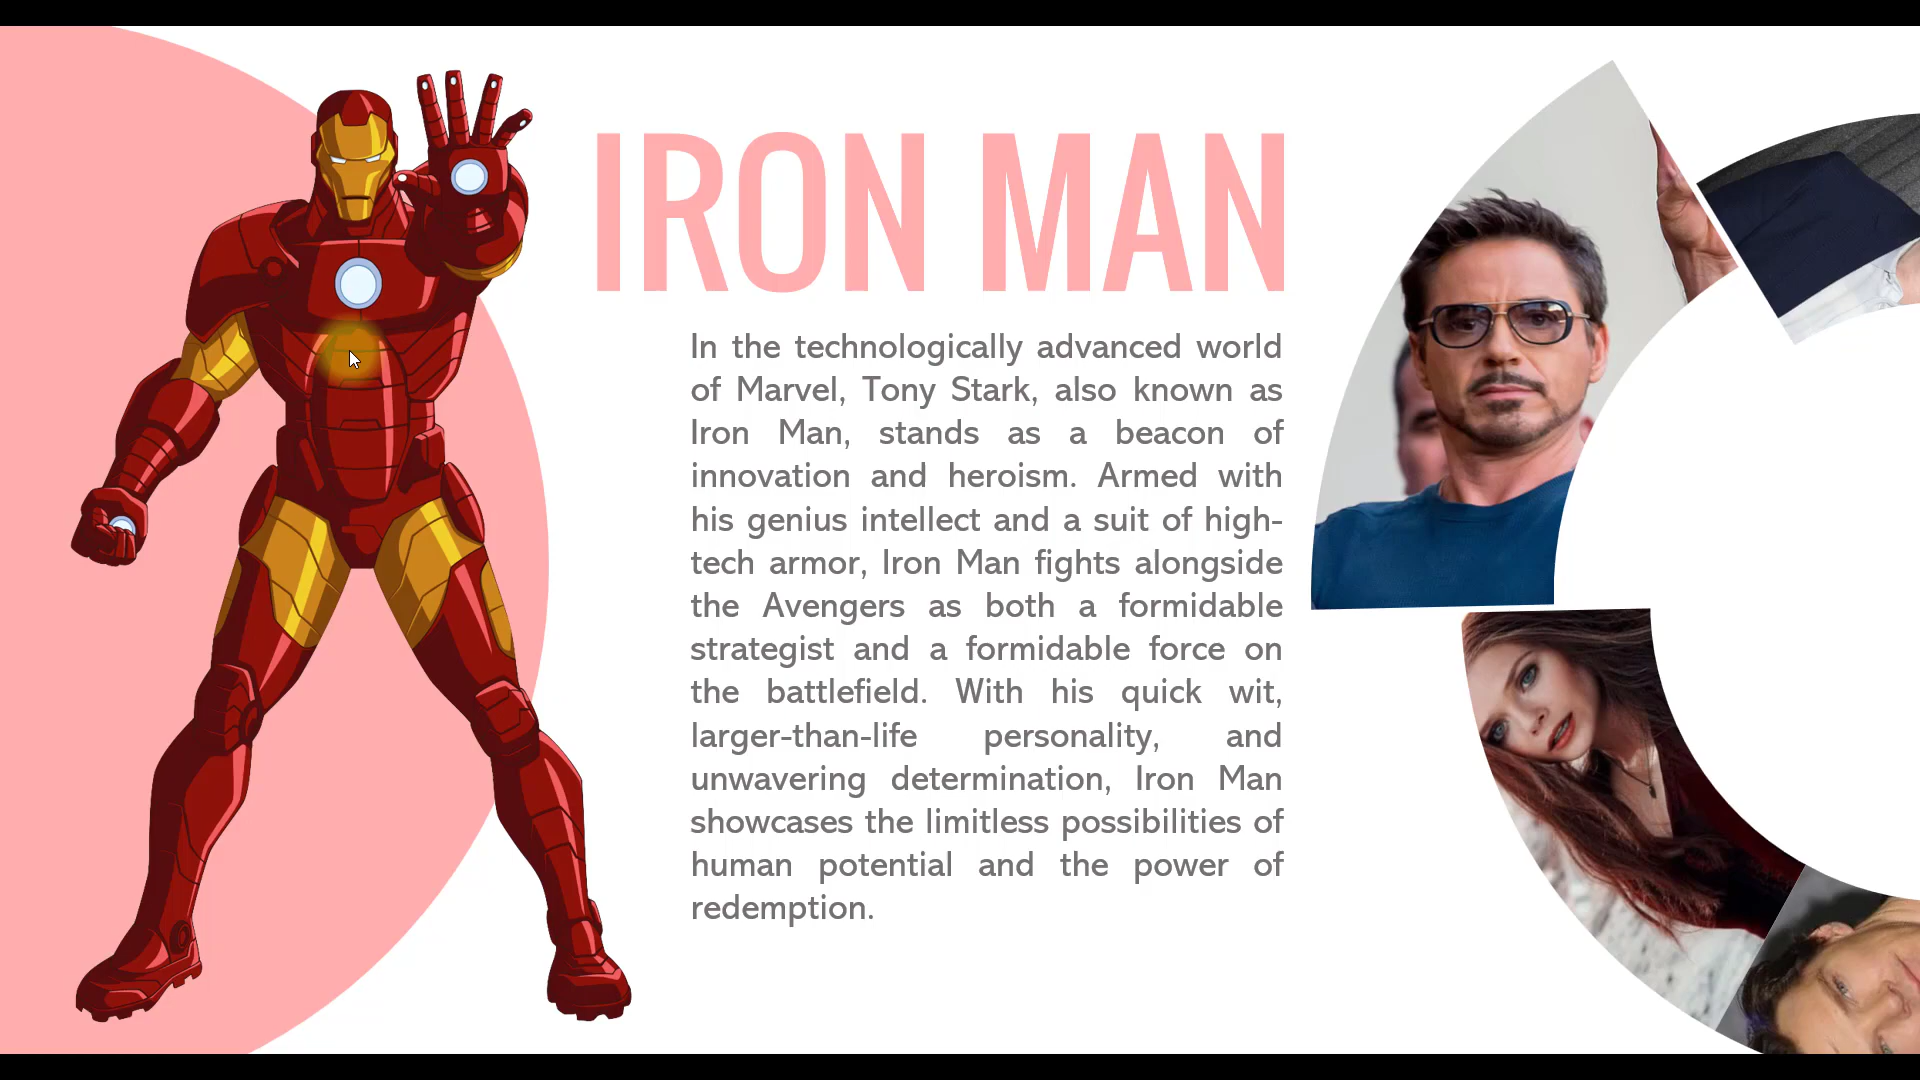 IRON MAN
In the technologically advanced world
of Marvel, Tony Stark, also known as
Iron Man, stands as a beacon of
innovation and heroism. Armed with
his genius intellect and a suit of high-
tech armor, Iron Man fights alongside
the Avengers as both a formidable
strategist and a formidable force on
the battlefield. With his quick wit,
larger-than-life personality, and
unwavering determination, Iron Man
showcases the limitless possibilities of
human potential and the power of
redemption.